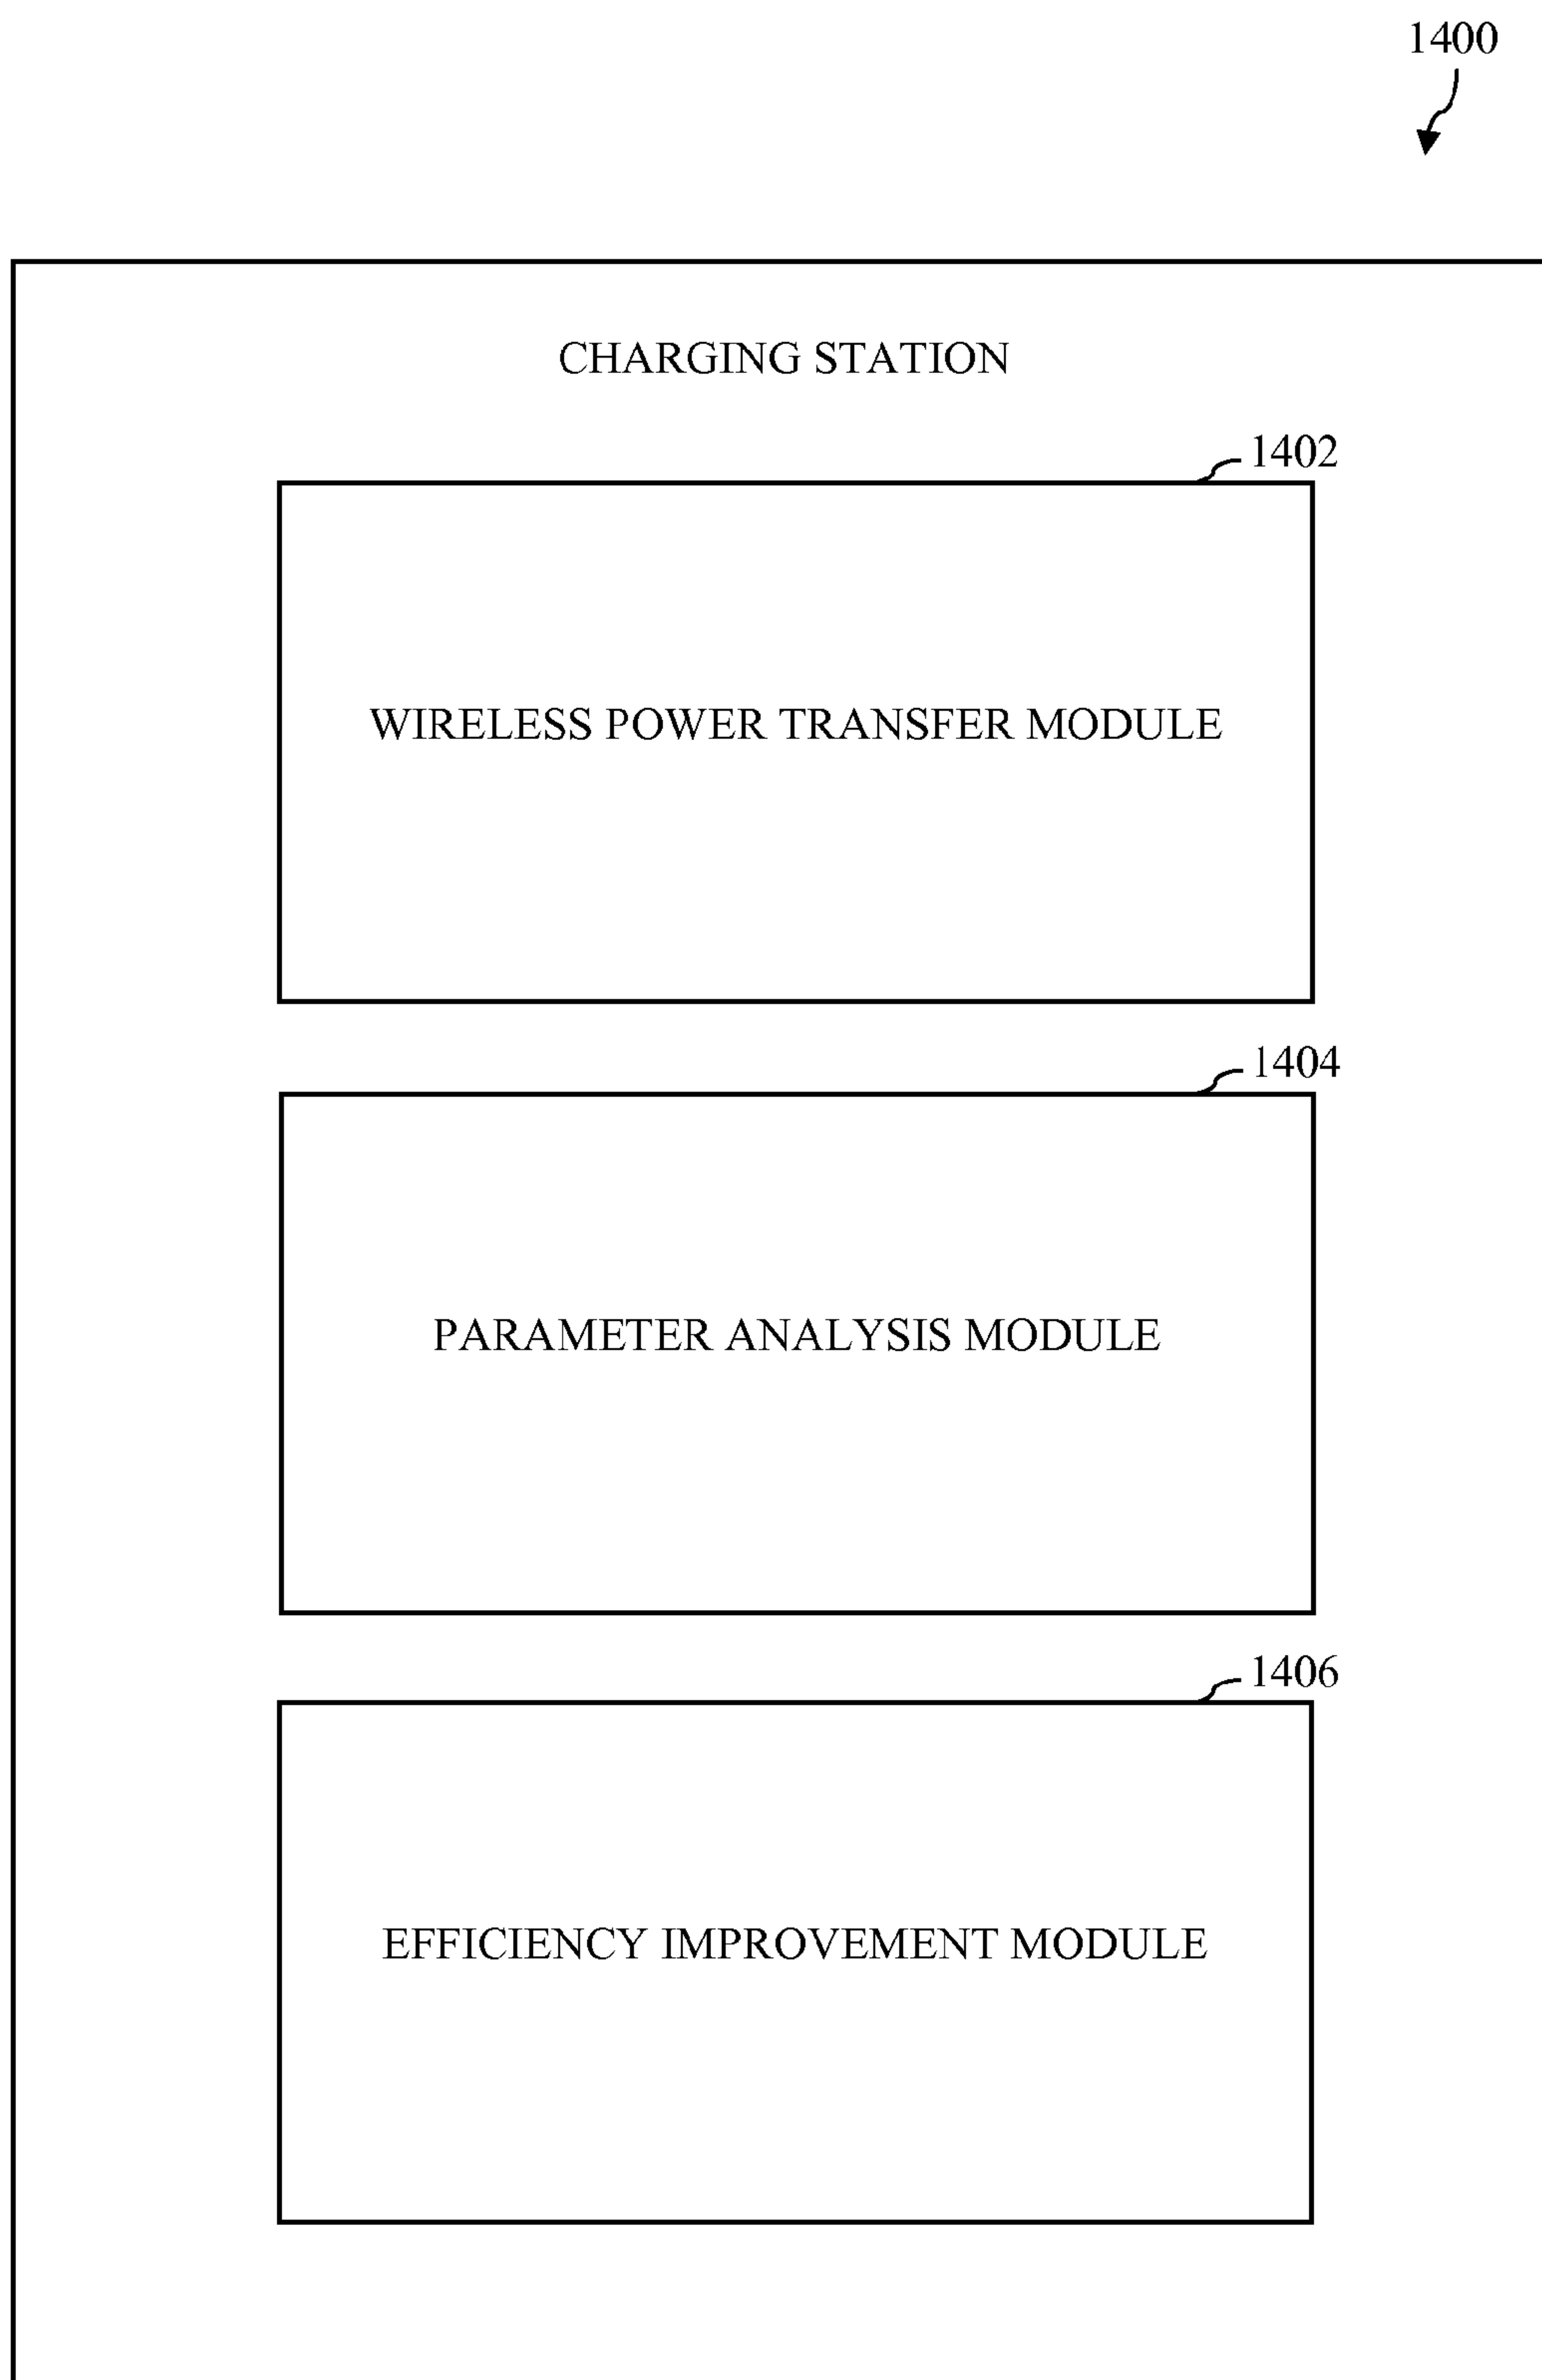 1400
CHARGING STATION
1402
WIRELESS POWER TRANSFER MODULE
1404
PARAMETER ANALYSIS MODULE
1406
EFFICIENCY IMPROVEMENT MODULE